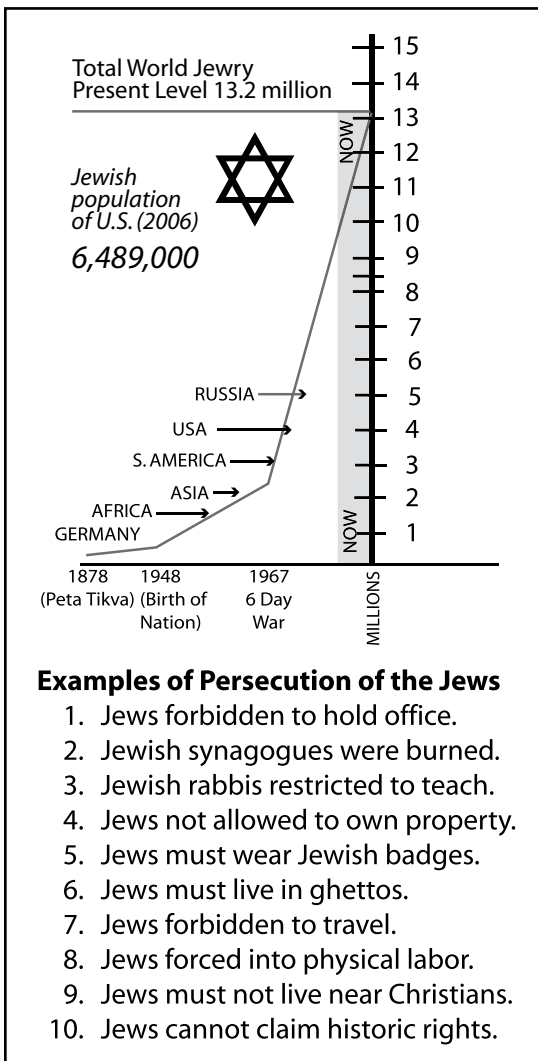 Total World Jewry
Present Level 13.2 million
Jewish
population
of U.S. (2006)
6,489,000
NOW
15
14
13
12
11
10
9
8
7
6
5
4
3
2
1
RUSSIA
USA
S. AMERICA
ASIA
AFRICA
GERMANY
NOW
1878
(Peta Tikva)
1948
(Birth of
Nation)
1967
6 Day
War
MILLIONS
Examples of Persecution of the Jews
1. Jews forbidden to hold office.
2. Jewish synagogues were burned.
3. Jewish rabbis restricted to teach.
4. Jews not allowed to own property.
5. Jews must wear Jewish badges.
6. Jews must live in ghettos.
7. Jews forbidden to travel.
8. Jews forced into physical labor.
9. Jews must not live near Christians.
10. Jews cannot claim historic rights.